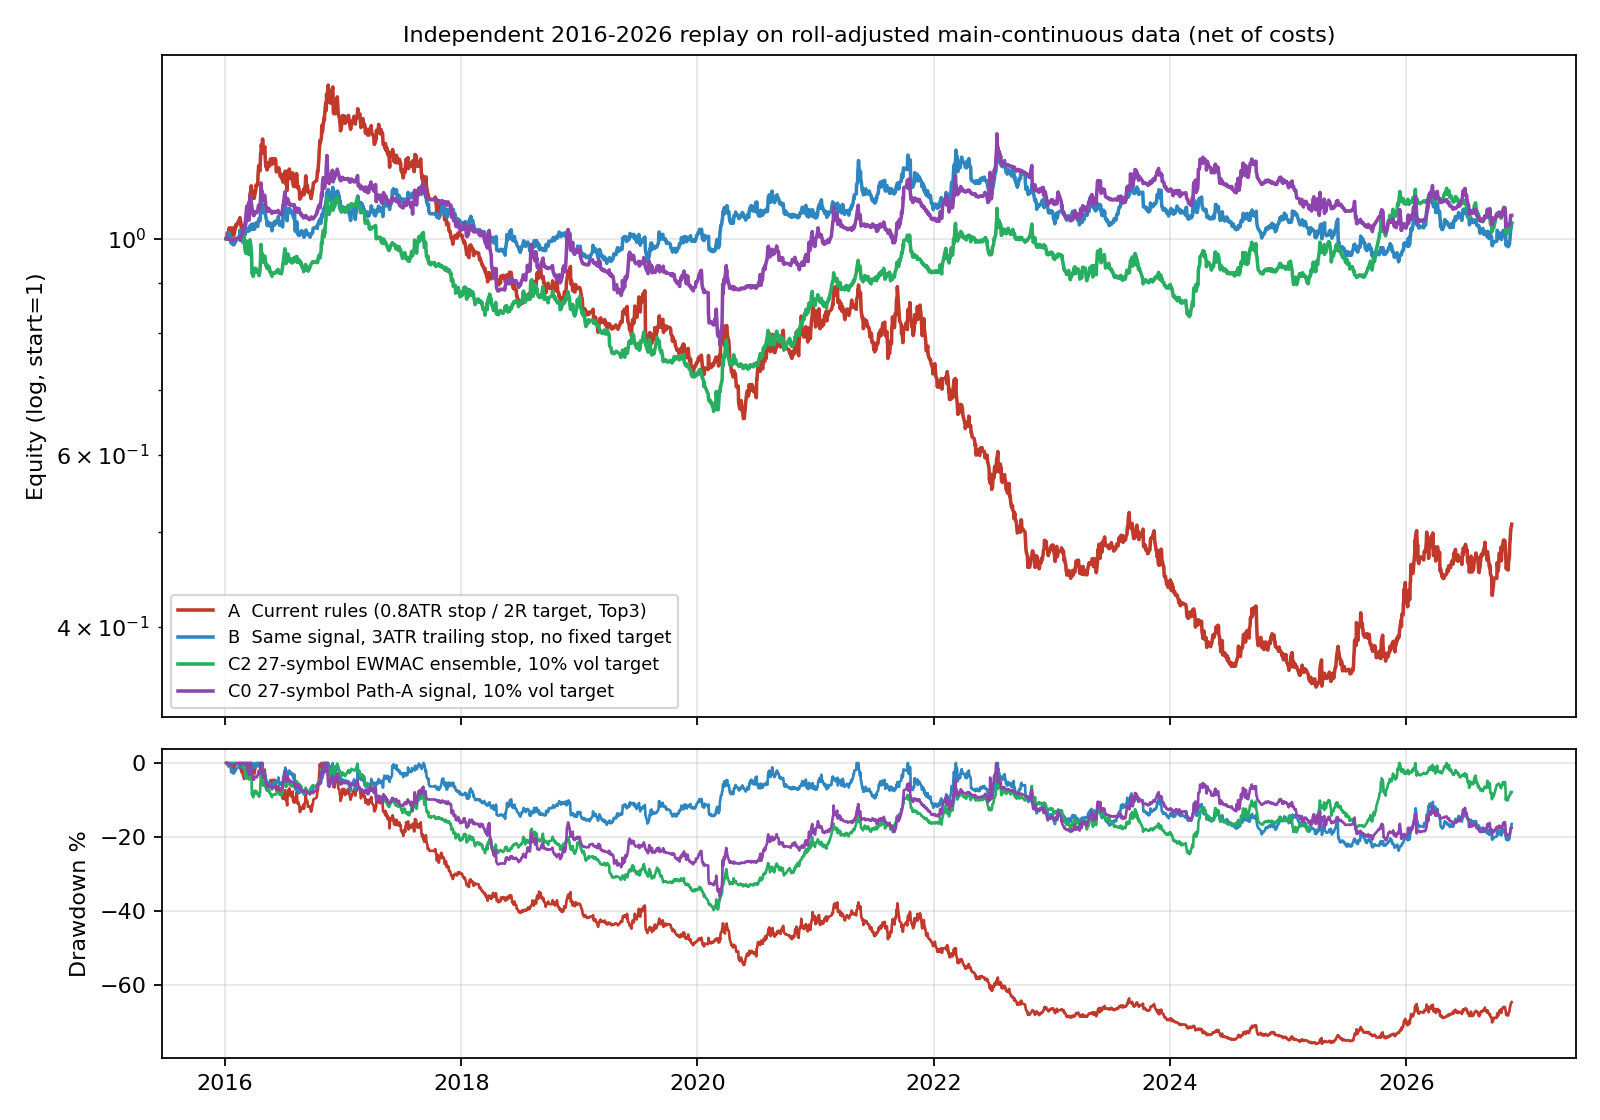 Independent 2016-2026 replay on roll-adjusted main-continuous data (net of costs)
Equity (log, start=1)
10⁰
6 × 10⁻¹
4 × 10⁻¹
A  Current rules (0.8ATR stop / 2R target, Top3)
B  Same signal, 3ATR trailing stop, no fixed target
C2 27-symbol EWMAC ensemble, 10% vol target
C0 27-symbol Path-A signal, 10% vol target
Drawdown %
0
−20
−40
−60
2016 2018 2020 2022 2024 2026